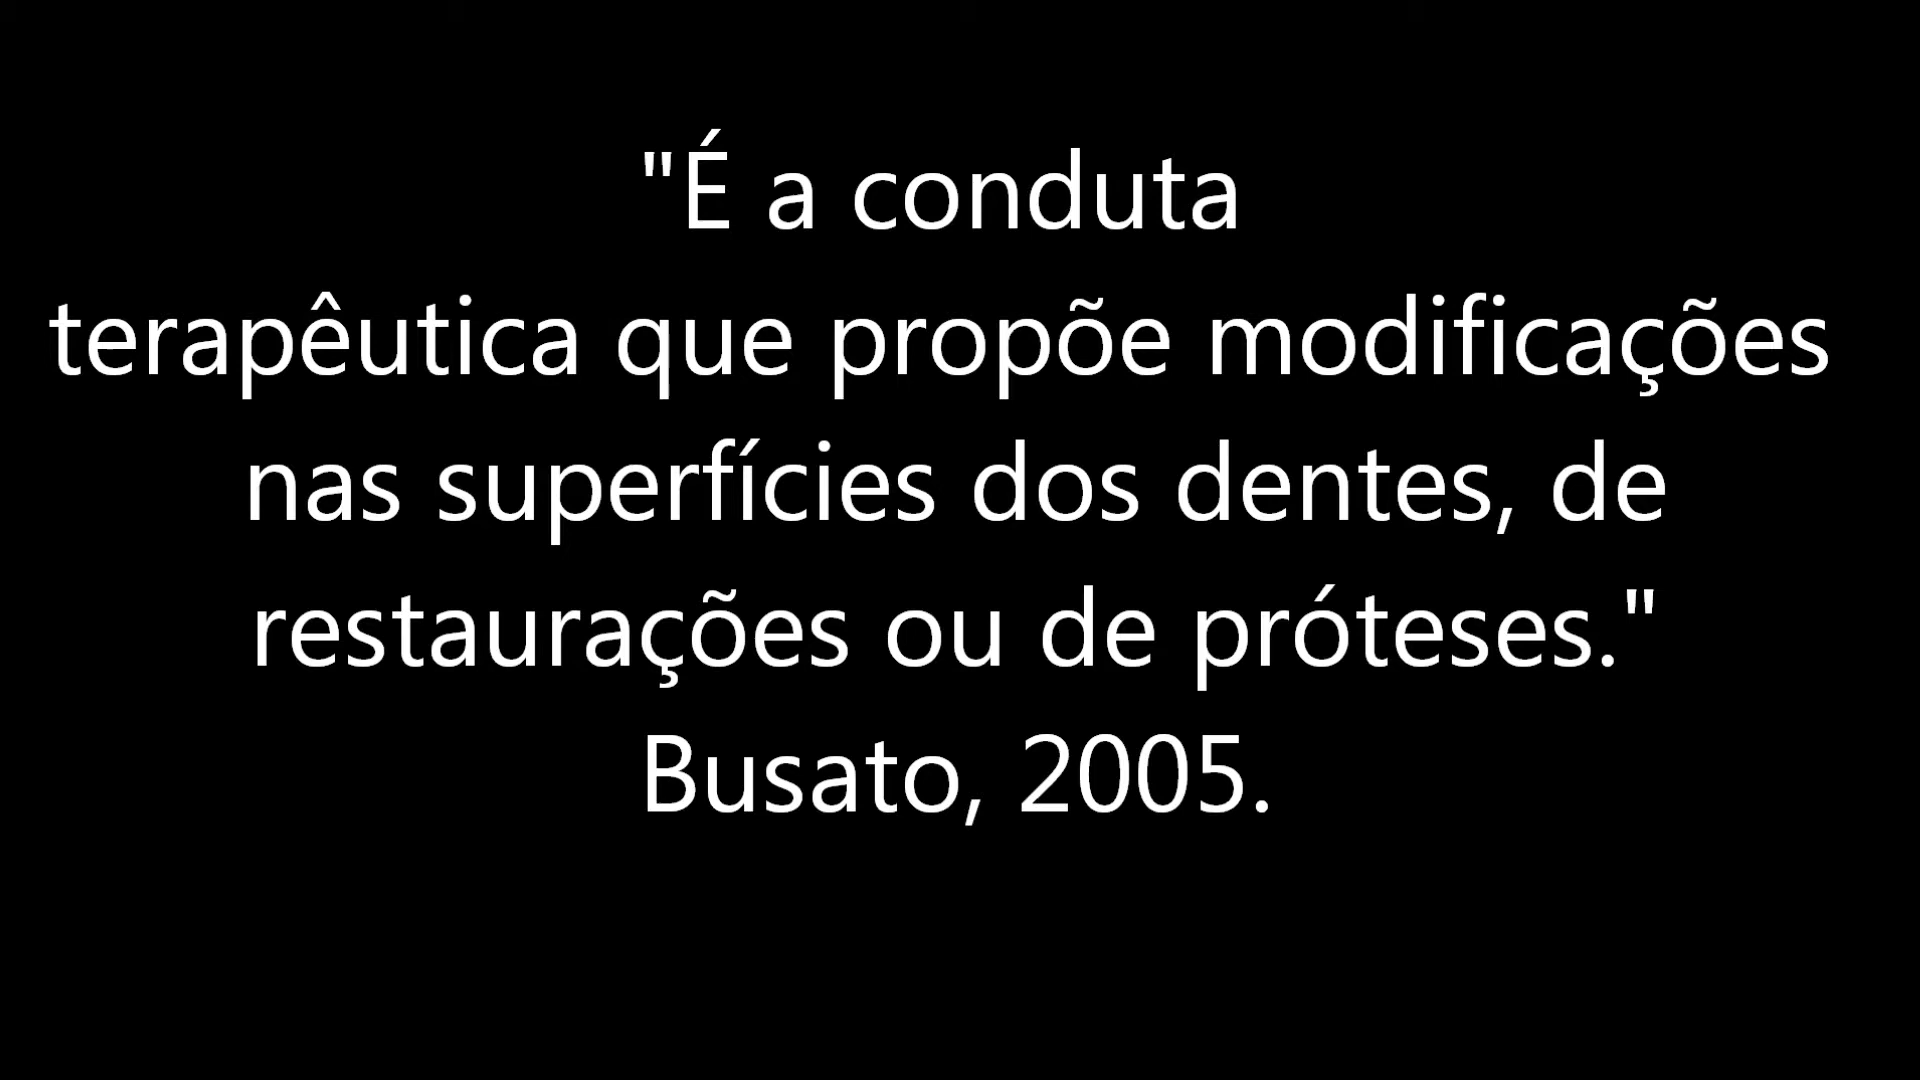 "É a conduta
terapêutica que propõe modificações
nas superfícies dos dentes, de
restaurações ou de próteses."
Busato, 2005.